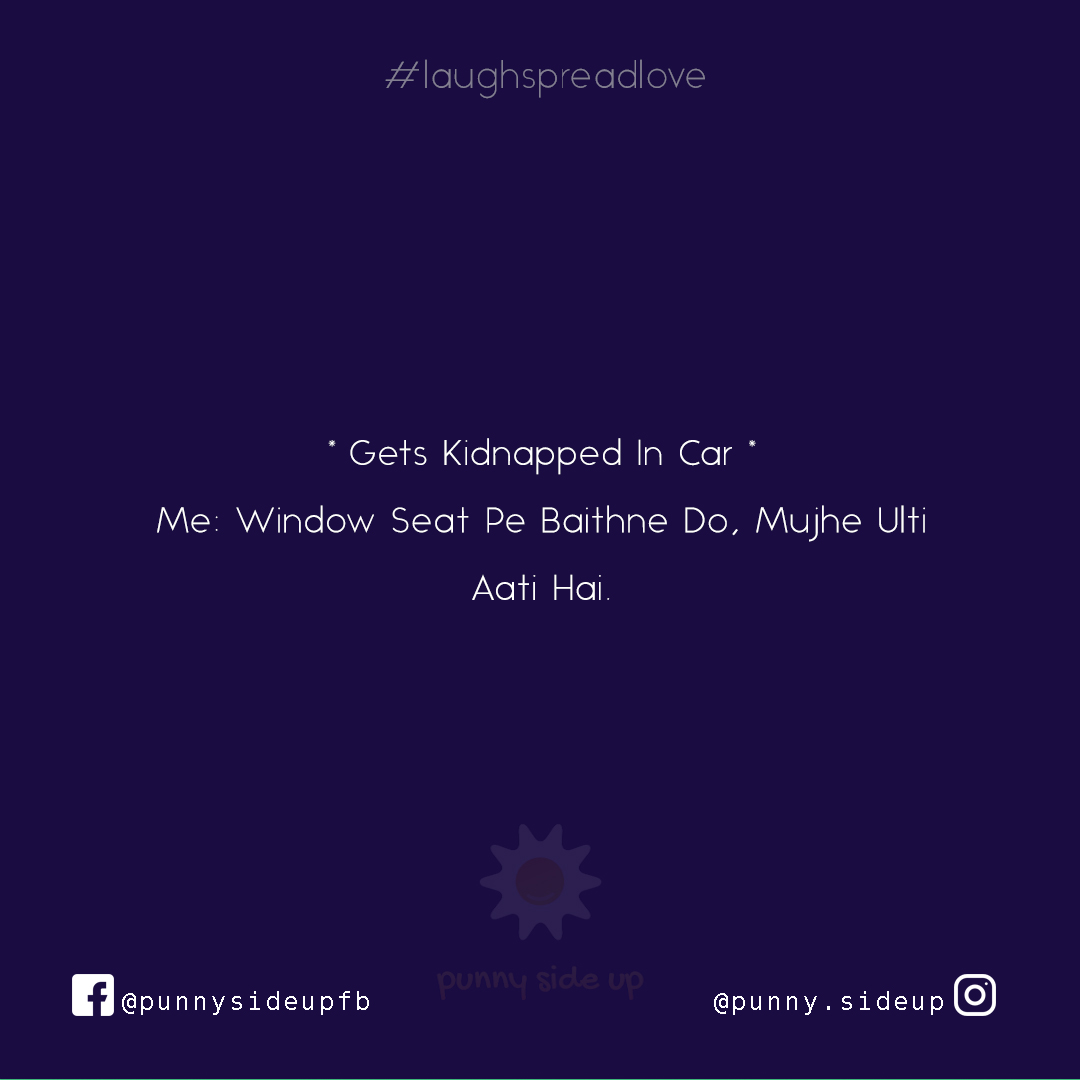 #laughspreadlove
* Gets Kidnapped In Car *
Me: Window Seat Pe Baithne Do, Mujhe Ulti
Aati Hai.
punny side up
@punnysideupfb
@punny.sideup